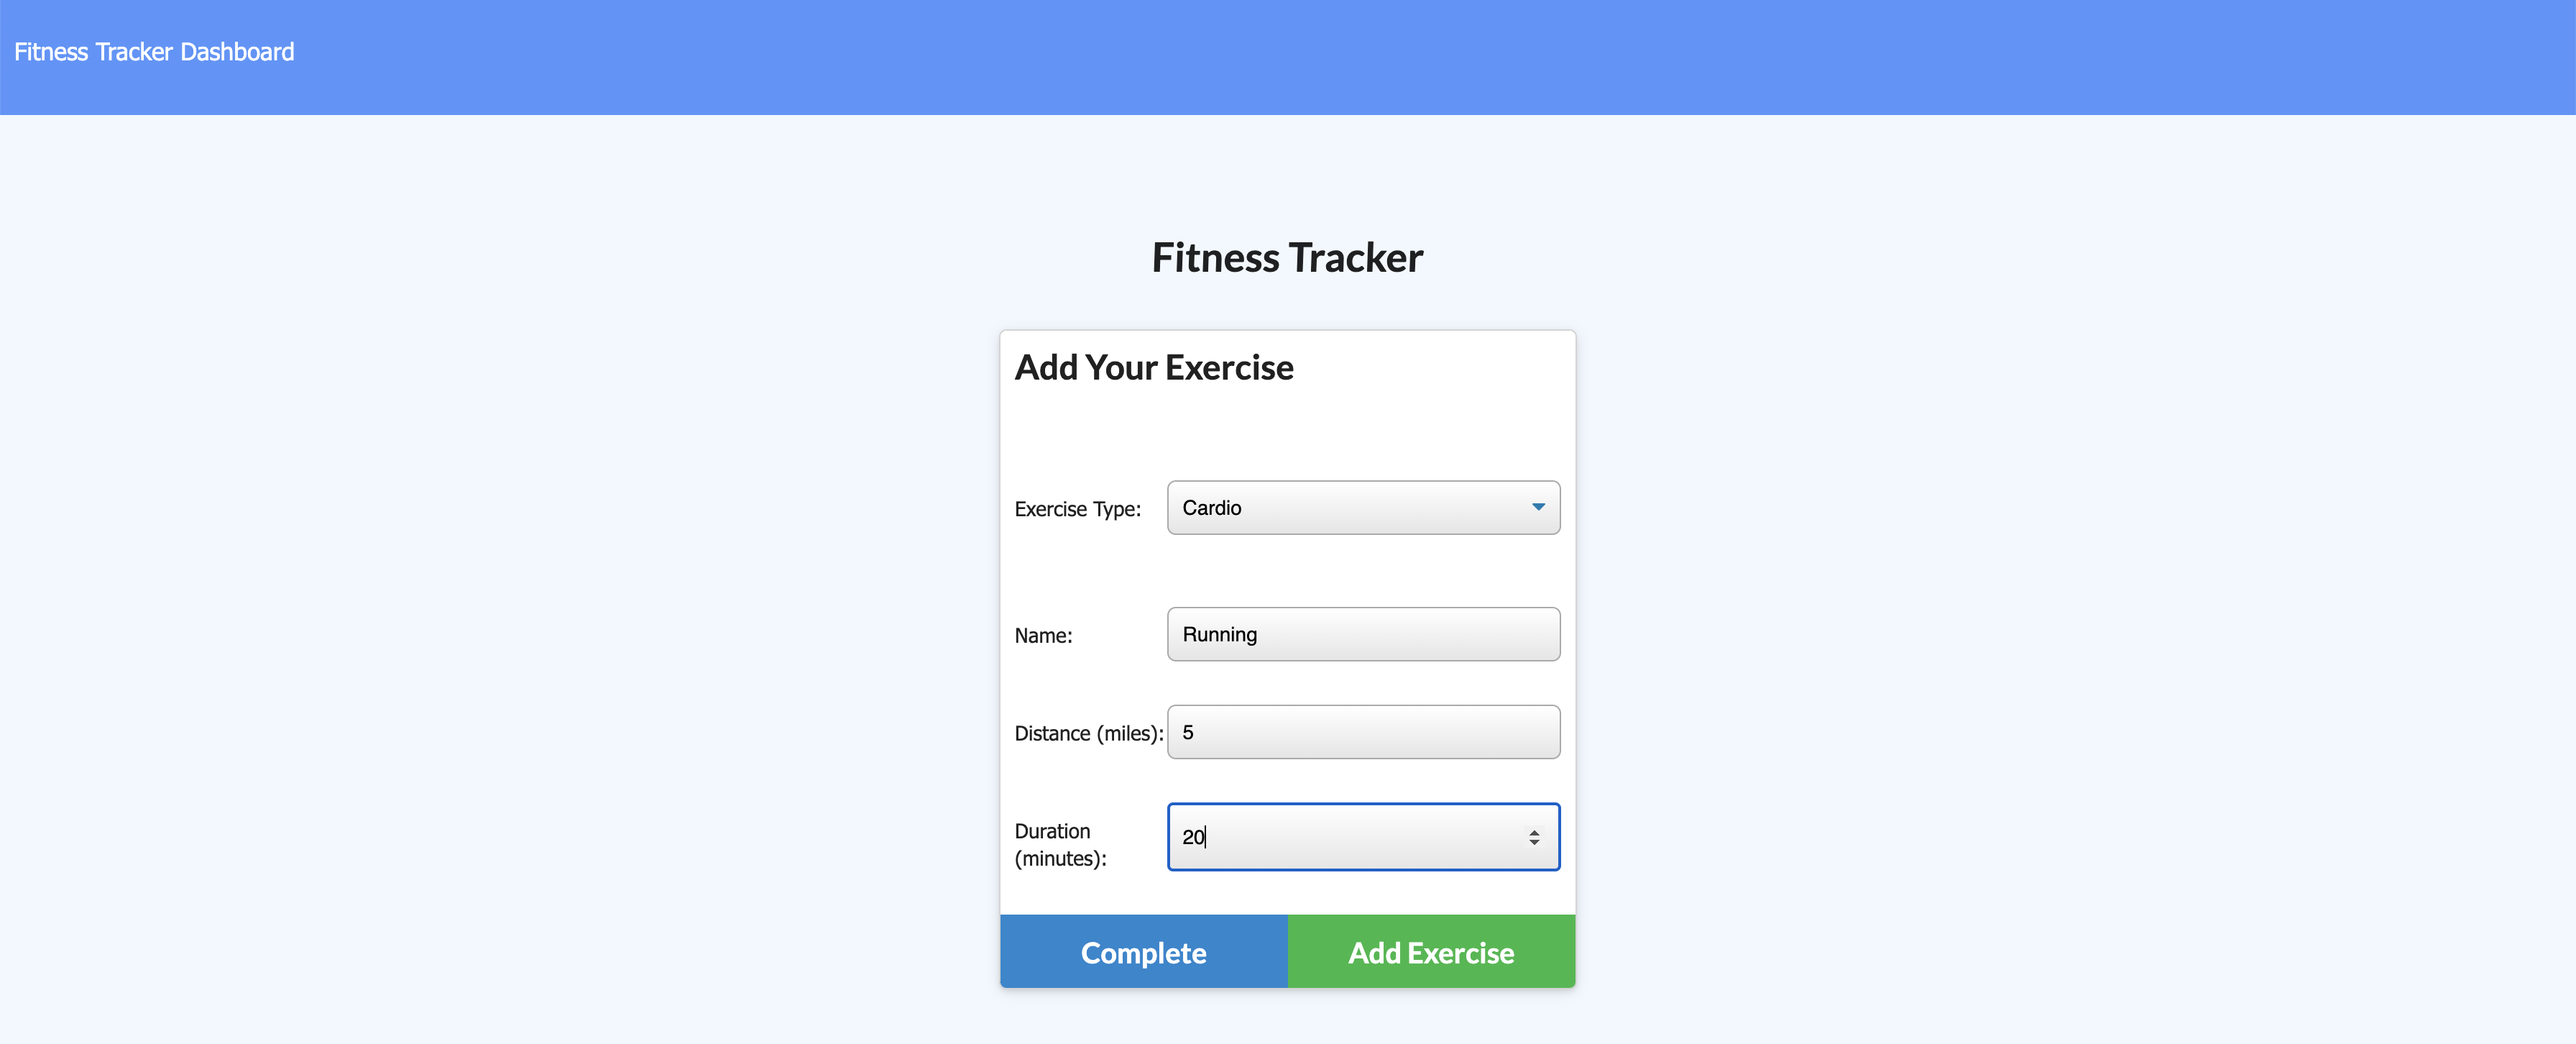 Fitness Tracker Dashboard
Fitness Tracker
Add Your Exercise
Exercise Type: Cardio
Name: Running
Distance (miles): 5
Duration
(minutes): 20
Complete Add Exercise